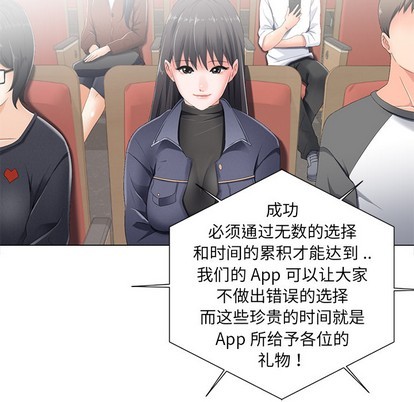 成功
必须通过无数的选择
和时间的累积才能达到 ..
我们的 App 可以让大家
不做出错误的选择
而这些珍贵的时间就是
App 所给予各位的
礼物！